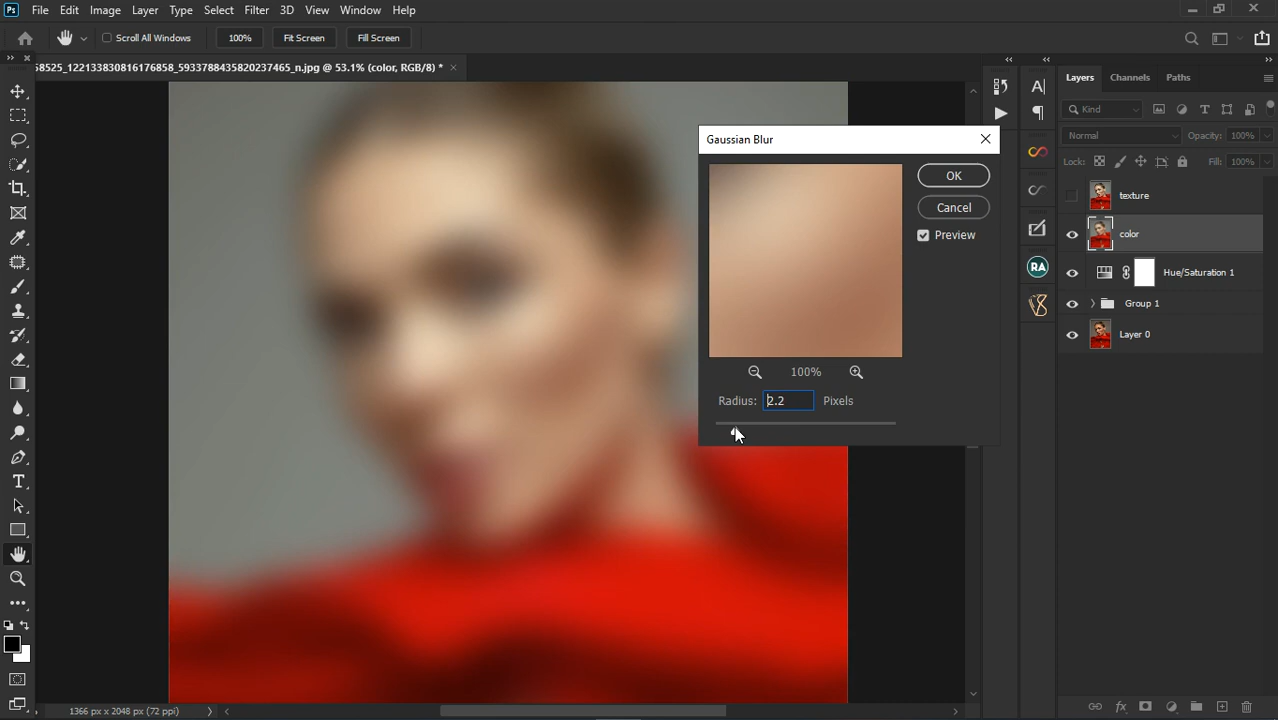 Ps File Edit Image Layer Type Select Filter 3D View Window Help
Scroll All Windows 100% Fit Screen Fill Screen
58525_122133830816176858_5933788435820237465_n.jpg @ 53.1% (color, RGB/8) *
Layers Channels Paths
Kind
Normal Opacity: 100%
Lock: Fill: 100%
texture
color
Hue/Saturation 1
Group 1
Layer 0
RA
Gaussian Blur
OK
Cancel
Preview
100%
Radius: 2.2 Pixels
1366 px x 2048 px (72 ppi)